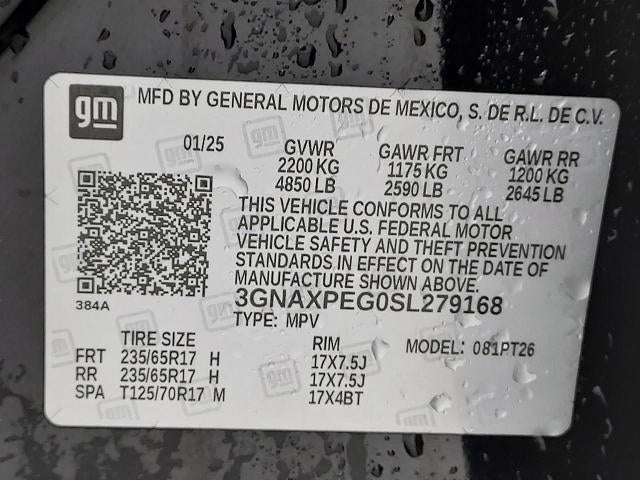 gm
MFD BY GENERAL MOTORS DE MEXICO, S. DE R.L. DE C.V.
01/25 GVWR GAWR FRT GAWR RR
2200 KG 1175 KG 1200 KG
4850 LB 2590 LB 2645 LB
THIS VEHICLE CONFORMS TO ALL
APPLICABLE U.S. FEDERAL MOTOR
VEHICLE SAFETY AND THEFT PREVENTION
STANDARDS IN EFFECT ON THE DATE OF
MANUFACTURE SHOWN ABOVE.
384A
3GNAXPEG0SL279168
TYPE: MPV
TIRE SIZE RIM MODEL: 081PT26
FRT 235/65R17 H 17X7.5J
RR 235/65R17 H 17X7.5J
SPA T125/70R17 M 17X4BT